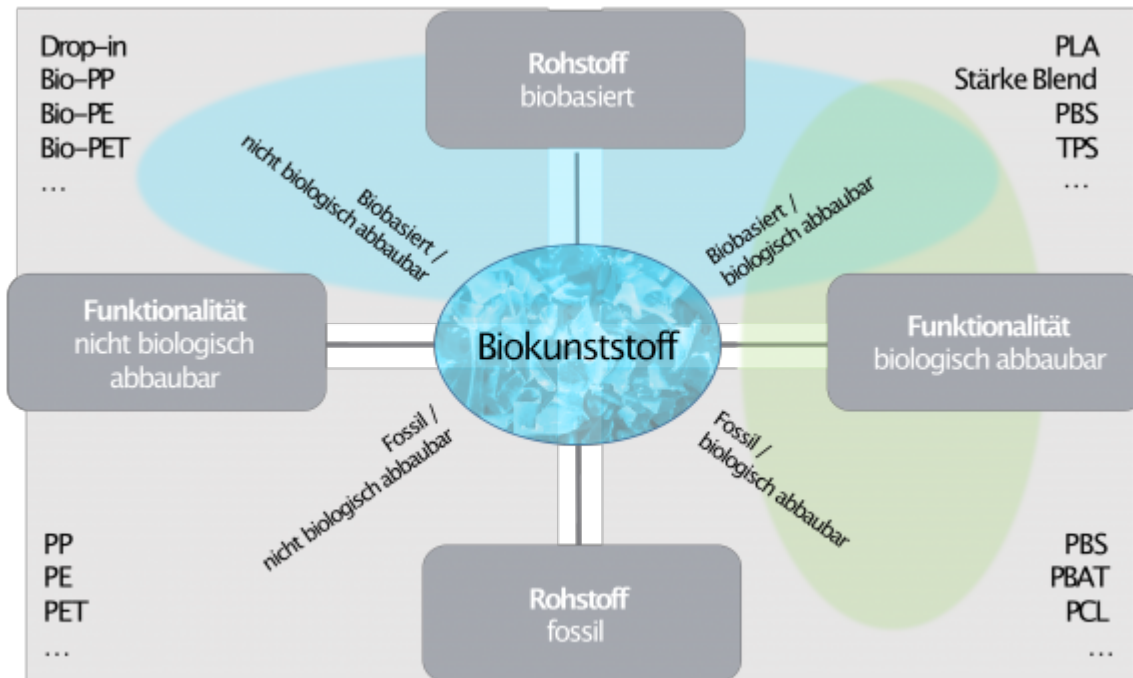 Drop-in
Bio-PP
Bio-PE
Bio-PET
...
Rohstoff
biobasiert
PLA
Stärke Blend
PBS
TPS
...
Biobasiert /
nicht biologisch abbaubar
Biobasiert /
biologisch abbaubar
Funktionalität
nicht biologisch
abbaubar
Biokunststoff
Funktionalität
biologisch abbaubar
Fossil /
nicht biologisch abbaubar
Fossil /
biologisch abbaubar
PP
PE
PET
...
Rohstoff
fossil
PBS
PBAT
PCL
...